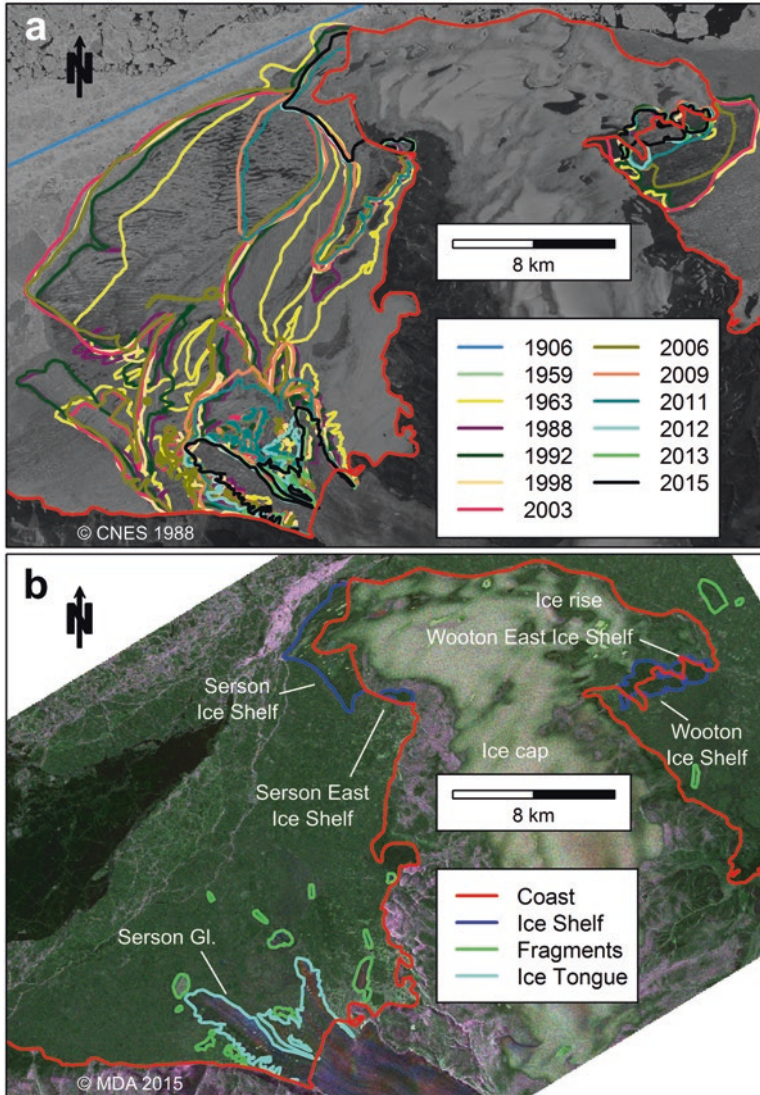 a
N
8 km
1906
1959
1963
1988
1992
1998
2003
2006
2009
2011
2012
2013
2015
© CNES 1988
b
N
Ice rise
Wooton East Ice Shelf
Serson
Ice Shelf
Wooton
Ice Shelf
Ice cap
Serson East
Ice Shelf
8 km
Coast
Ice Shelf
Fragments
Ice Tongue
Serson Gl.
© MDA 2015